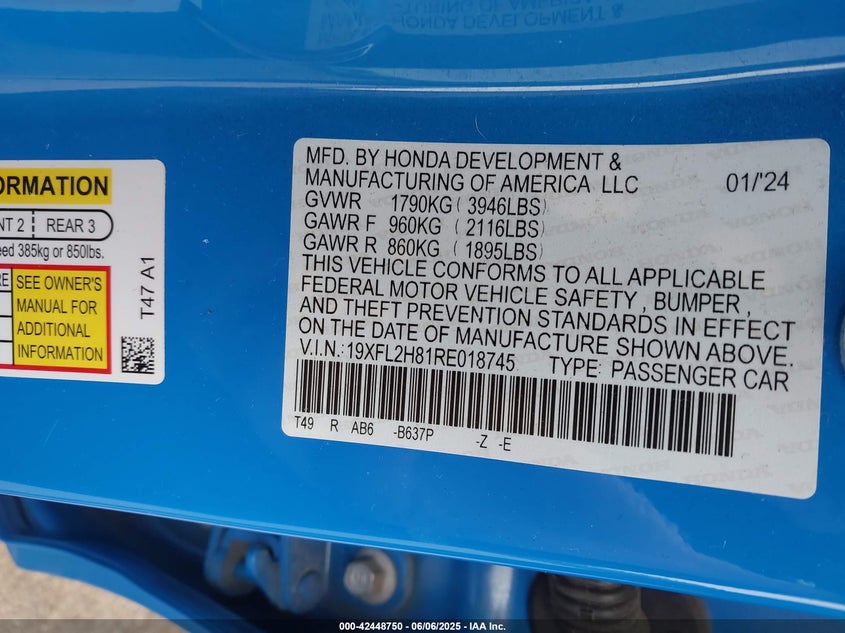 ORMATION
NT 2 REAR 3
eed 385kg or 850lbs.
RE
SEE OWNER'S
MANUAL FOR
ADDITIONAL
INFORMATION
T47 A1
MFD. BY HONDA DEVELOPMENT &
MANUFACTURING OF AMERICA LLC 01/'24
GVWR 1790KG ( 3946LBS)
GAWR F 960KG ( 2116LBS)
GAWR R 860KG ( 1895LBS)
THIS VEHICLE CONFORMS TO ALL APPLICABLE
FEDERAL MOTOR VEHICLE SAFETY , BUMPER ,
AND THEFT PREVENTION STANDARDS IN EFFECT
ON THE DATE OF MANUFACTURE SHOWN ABOVE.
V.I.N.: 19XFL2H81RE018745 TYPE: PASSENGER CAR
T49 R AB6 -B637P -Z -E
000-42448750 - 06/06/2025 - IAA Inc.